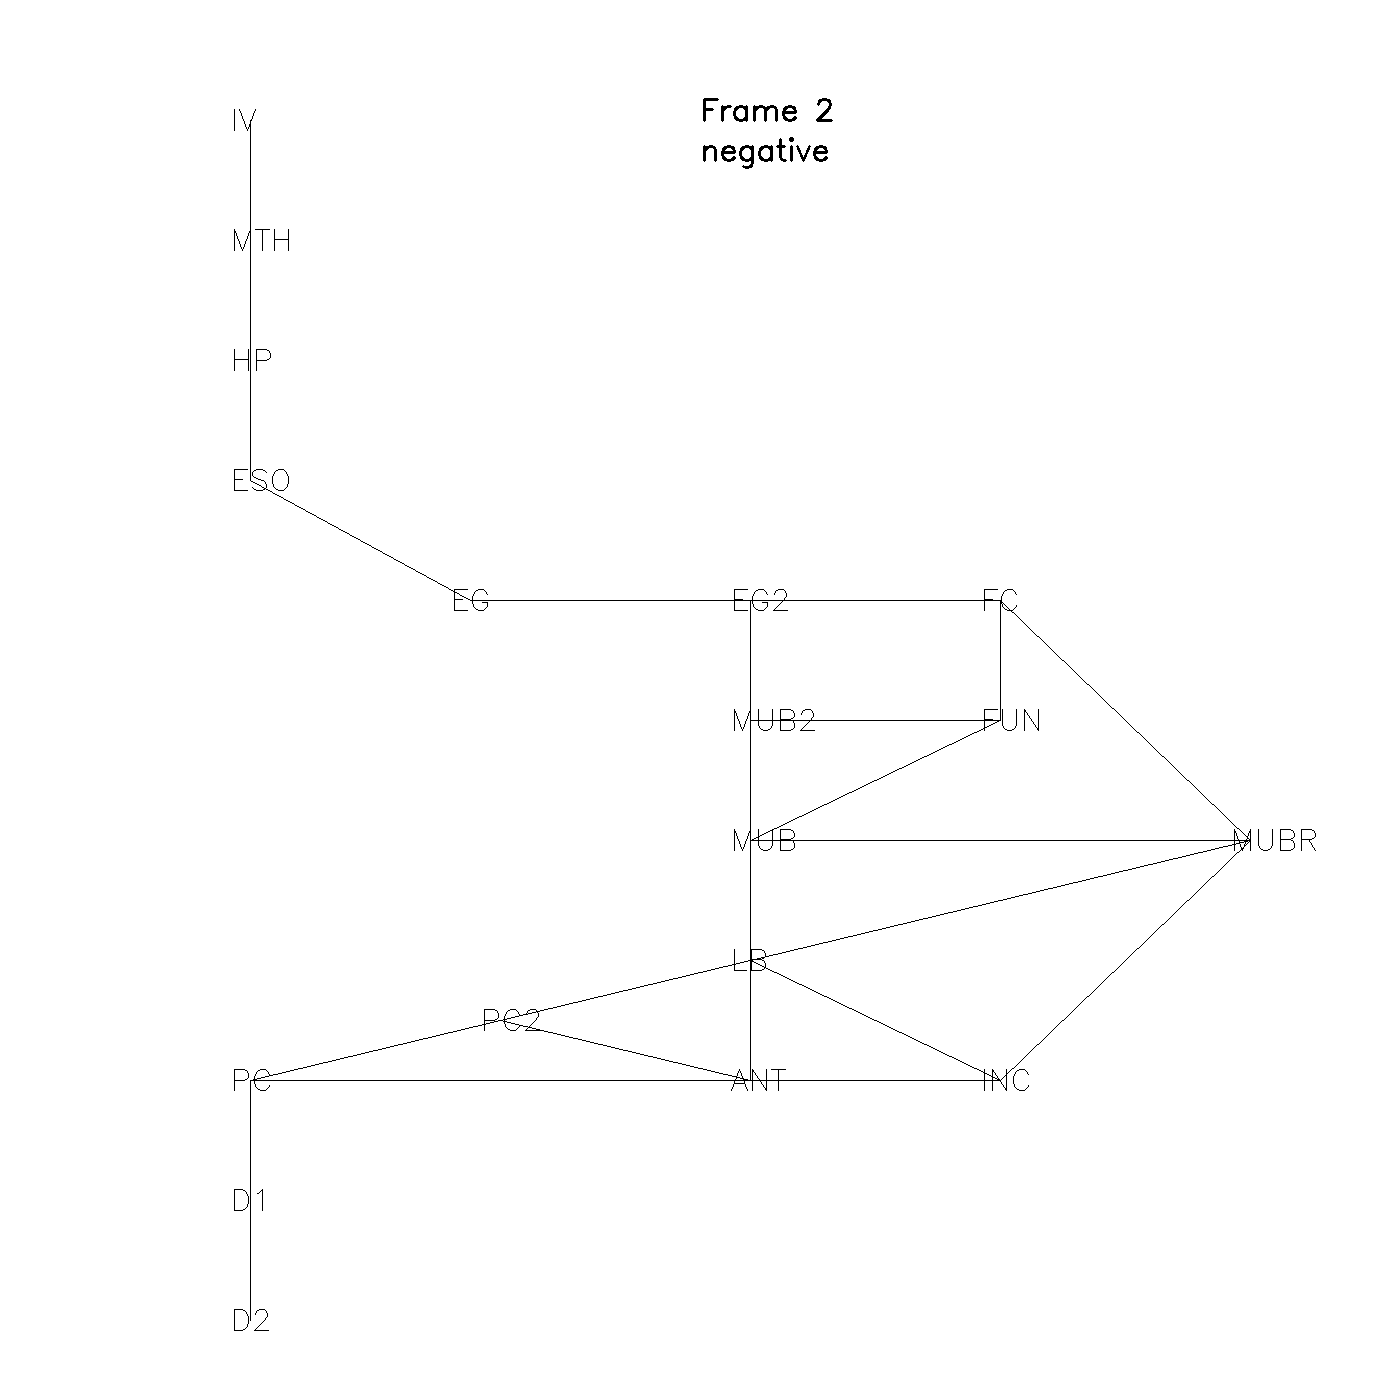 Frame 2
negative
IV
MTH
HP
ESO
EG EG2 FC
MUB2 FUN
MUB MUBR
LB
PC2
PC ANT INC
D1
D2